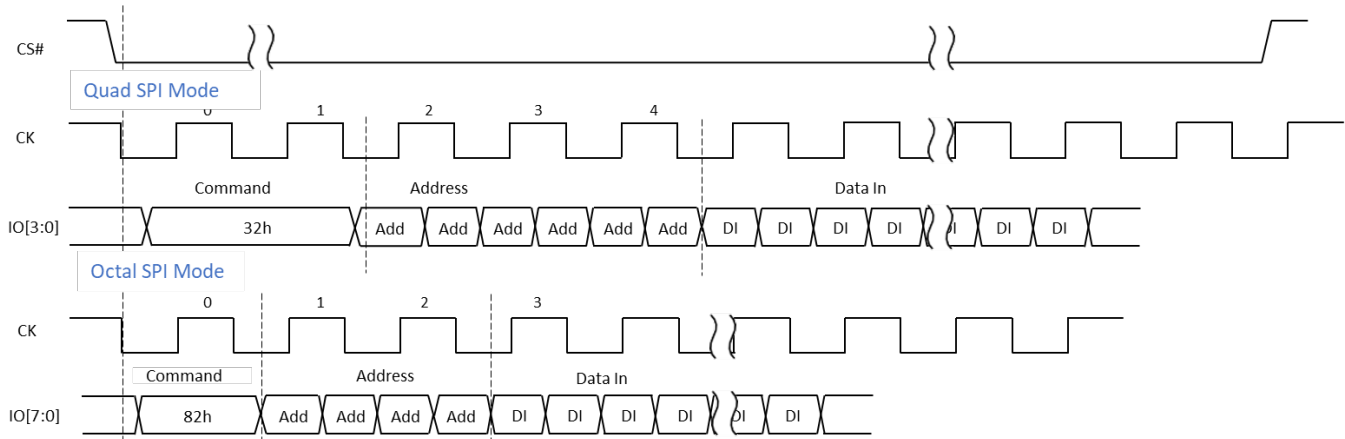 CS#
Quad SPI Mode
0 1 2 3 4
CK
Command Address Data In
IO[3:0] 32h Add Add Add Add Add Add DI DI DI DI DI DI
Octal SPI Mode
0 1 2 3
CK
Command Address Data In
IO[7:0] 82h Add Add Add Add DI DI DI DI DI DI